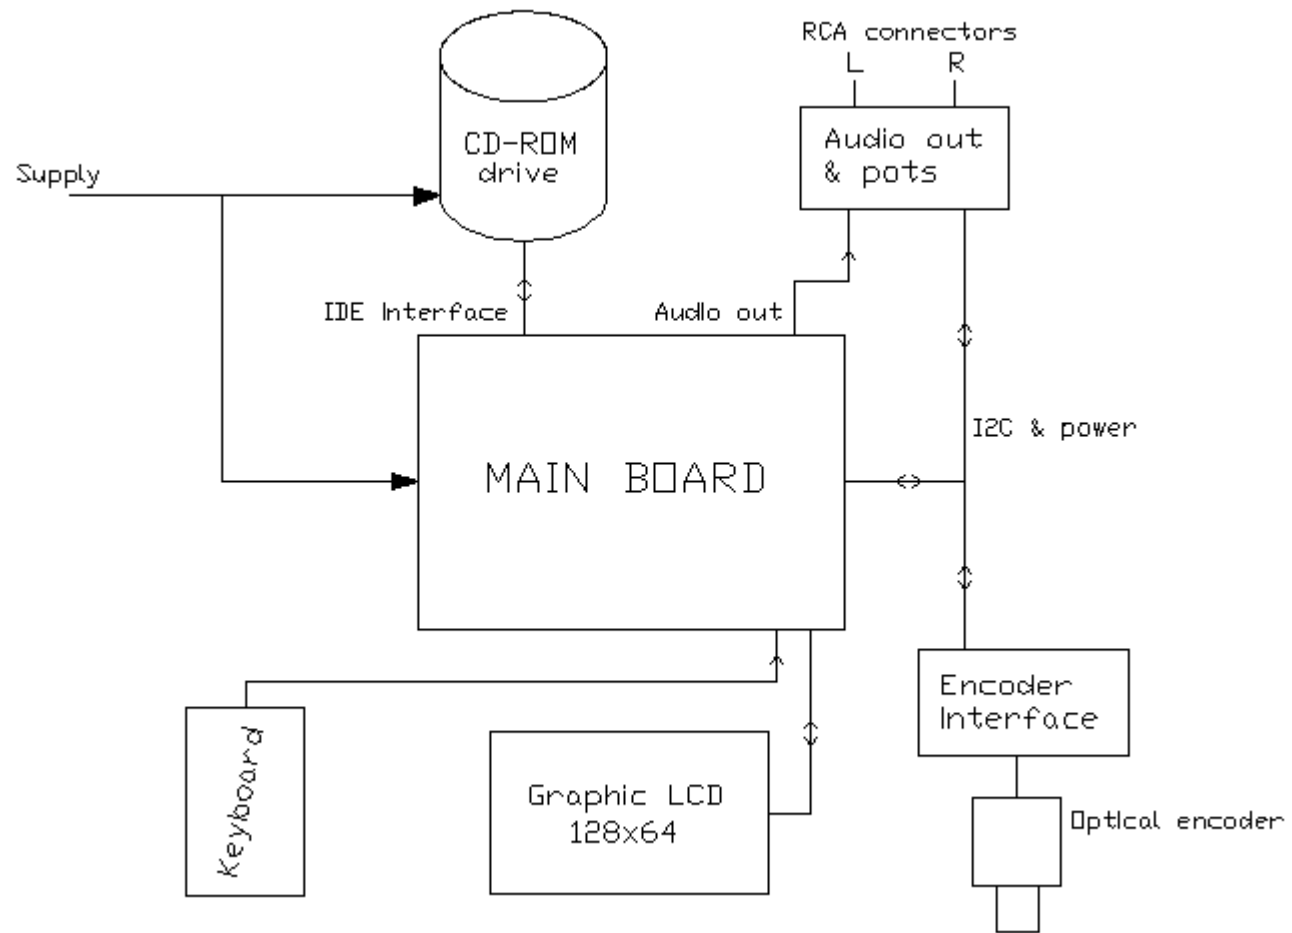 RCA connectors
L R
CD-ROM
drive
Audio out
& pots
Supply
IDE Interface
Audio out
I2C & power
MAIN BOARD
Encoder
Interface
Keyboard
Graphic LCD
128x64
Optical encoder